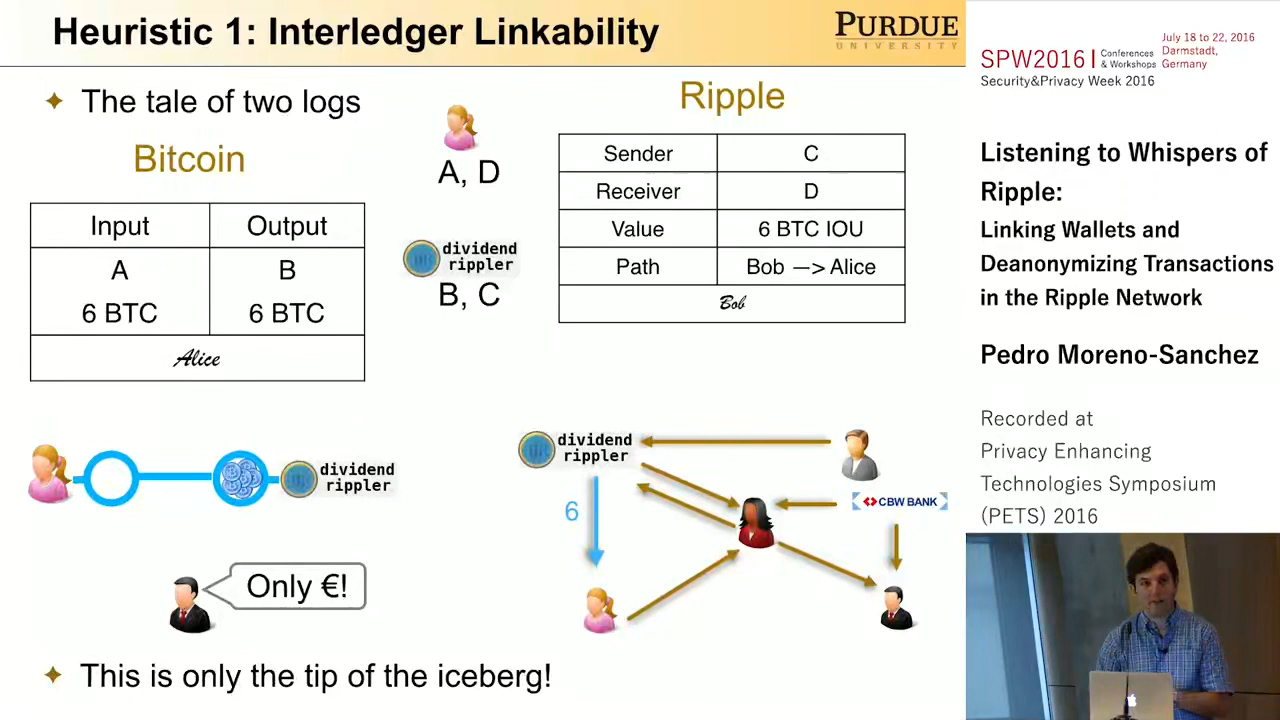 Heuristic 1: Interledger Linkability
PURDUE
UNIVERSITY
The tale of two logs
Bitcoin
Input Output
A B
6 BTC 6 BTC
Alice
A, D
dividend
rippler
B, C
Ripple
Sender C
Receiver D
Value 6 BTC IOU
Path Bob —> Alice
Bob
dividend
rippler
Only €!
dividend
rippler
6
CBW BANK
This is only the tip of the iceberg!
SPW2016 | Conferences
& Workshops
Security&Privacy Week 2016
July 18 to 22, 2016
Darmstadt,
Germany
Listening to Whispers of
Ripple:
Linking Wallets and
Deanonymizing Transactions
in the Ripple Network
Pedro Moreno-Sanchez
Recorded at
Privacy Enhancing
Technologies Symposium
(PETS) 2016